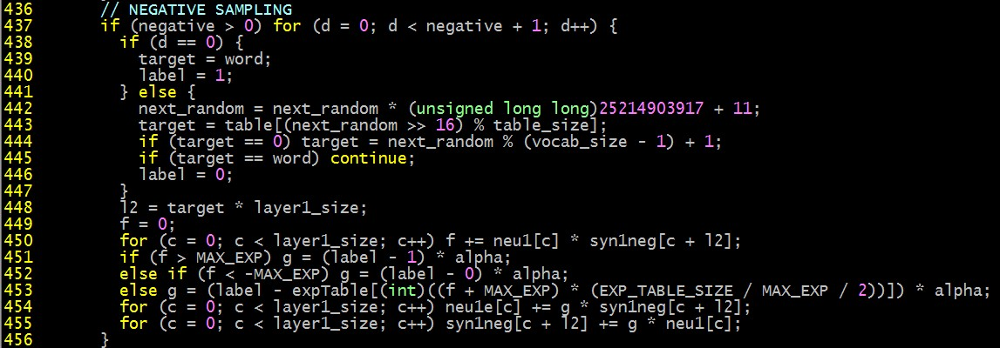 436 // NEGATIVE SAMPLING
437 if (negative > 0) for (d = 0; d < negative + 1; d++) {
438 if (d == 0) {
439 target = word;
440 label = 1;
441 } else {
442 next_random = next_random * (unsigned long long)25214903917 + 11;
443 target = table[(next_random >> 16) % table_size];
444 if (target == 0) target = next_random % (vocab_size - 1) + 1;
445 if (target == word) continue;
446 label = 0;
447 }
448 l2 = target * layer1_size;
449 f = 0;
450 for (c = 0; c < layer1_size; c++) f += neu1[c] * syn1neg[c + l2];
451 if (f > MAX_EXP) g = (label - 1) * alpha;
452 else if (f < -MAX_EXP) g = (label - 0) * alpha;
453 else g = (label - expTable[(int)((f + MAX_EXP) * (EXP_TABLE_SIZE / MAX_EXP / 2))]) * alpha;
454 for (c = 0; c < layer1_size; c++) neu1e[c] += g * syn1neg[c + l2];
455 for (c = 0; c < layer1_size; c++) syn1neg[c + l2] += g * neu1[c];
456 }